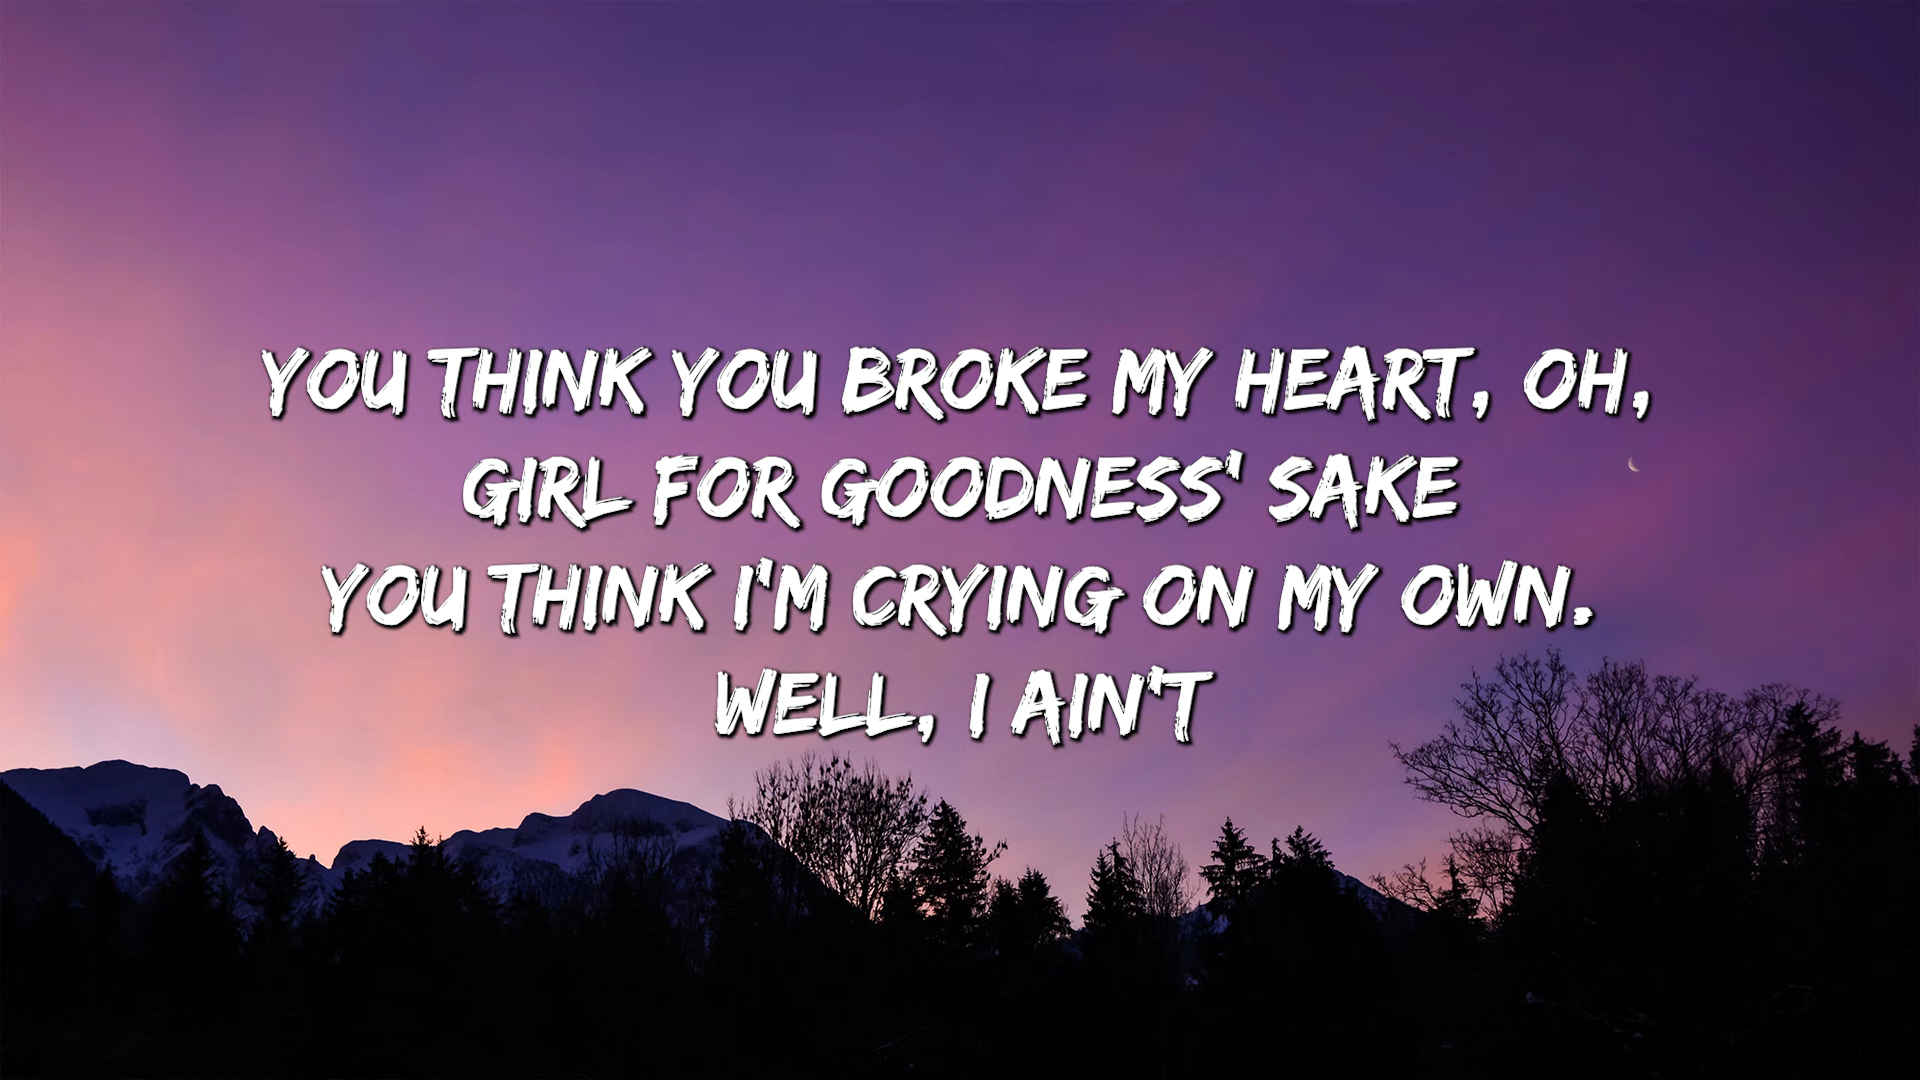 YOU THINK YOU BROKE MY HEART, OH,
GIRL FOR GOODNESS' SAKE
YOU THINK I'M CRYING ON MY OWN.
WELL, I AIN'T